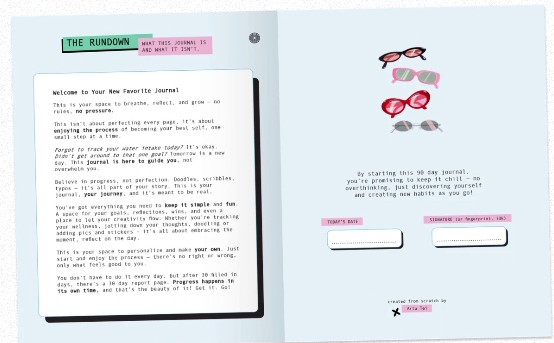 THE RUNDOWN
WHAT THIS JOURNAL IS
AND WHAT IT ISN'T.
Welcome to Your New Favorite Journal
This is your space to breathe, reflect, and grow – no
rules, no pressure.
This isn't about perfecting every page, it's about
enjoying the process of becoming your best self, one
small step at a time.
Forgot to track your water intake today? It's okay.
Didn't get around to that one goal? Tomorrow is a new
day. This journal is here to guide you, not
overwhelm you.
Believe in progress, not perfection. Doodles, scribbles,
typos – it's all part of your story. This is your
journal, your journey, and it's meant to be real.
You've got everything you need to keep it simple and fun.
A space for your goals, reflections, wins, and even a
place to let your creativity flow. Whether you're tracking
your wellness, jotting down your thoughts, doodling or
adding pics and stickers - it's all about embracing the
moment, reflect on the day.
This is your space to personalize and make your own. Just
start and enjoy the process – there's no right or wrong,
only what feels good to you.
You don't have to do it every day, but after 30 filled in
days, there's a 30 day report page. Progress happens in
its own time, and that's the beauty of it! Get it. Go!
by starting this 90 day journal,
you're promising to keep it chill – no
overthinking, just discovering yourself
and creating new habits as you go!
TODAY'S DATE
SIGNATURE (or fingerprint, idk)
created from scratch by